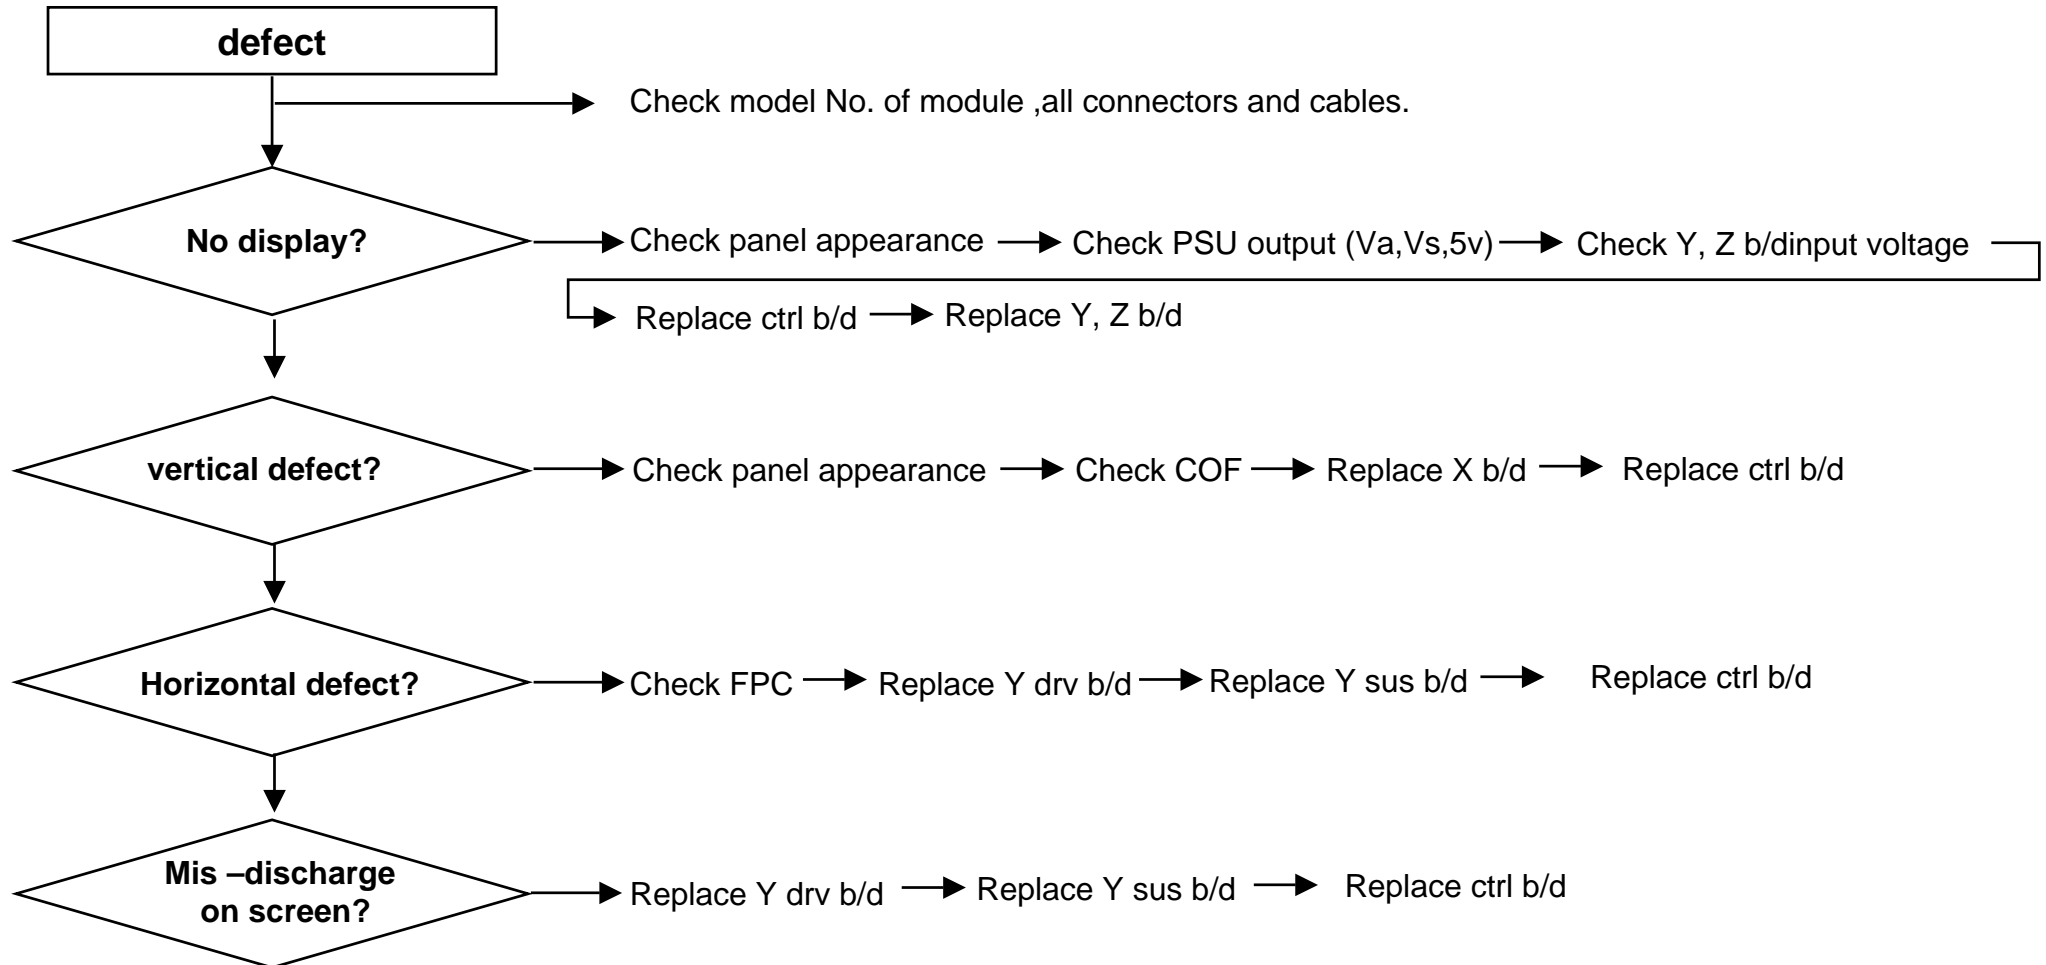 defect
Check model No. of module ,all connectors and cables.
No display?
Check panel appearance
Check PSU output (Va,Vs,5v)
Check Y, Z b/dinput voltage
Replace ctrl b/d
Replace Y, Z b/d
vertical defect?
Check panel appearance
Check COF
Replace X b/d
Replace ctrl b/d
Horizontal defect?
Check FPC
Replace Y drv b/d
Replace Y sus b/d
Replace ctrl b/d
Mis –discharge
on screen?
Replace Y drv b/d
Replace Y sus b/d
Replace ctrl b/d